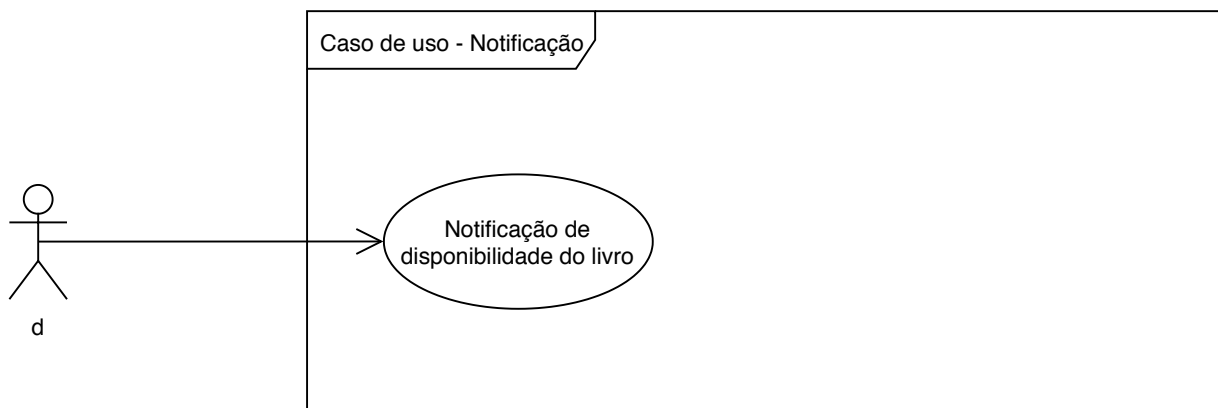 Caso de uso - Notificação
Notificação de
disponibilidade do livro
d